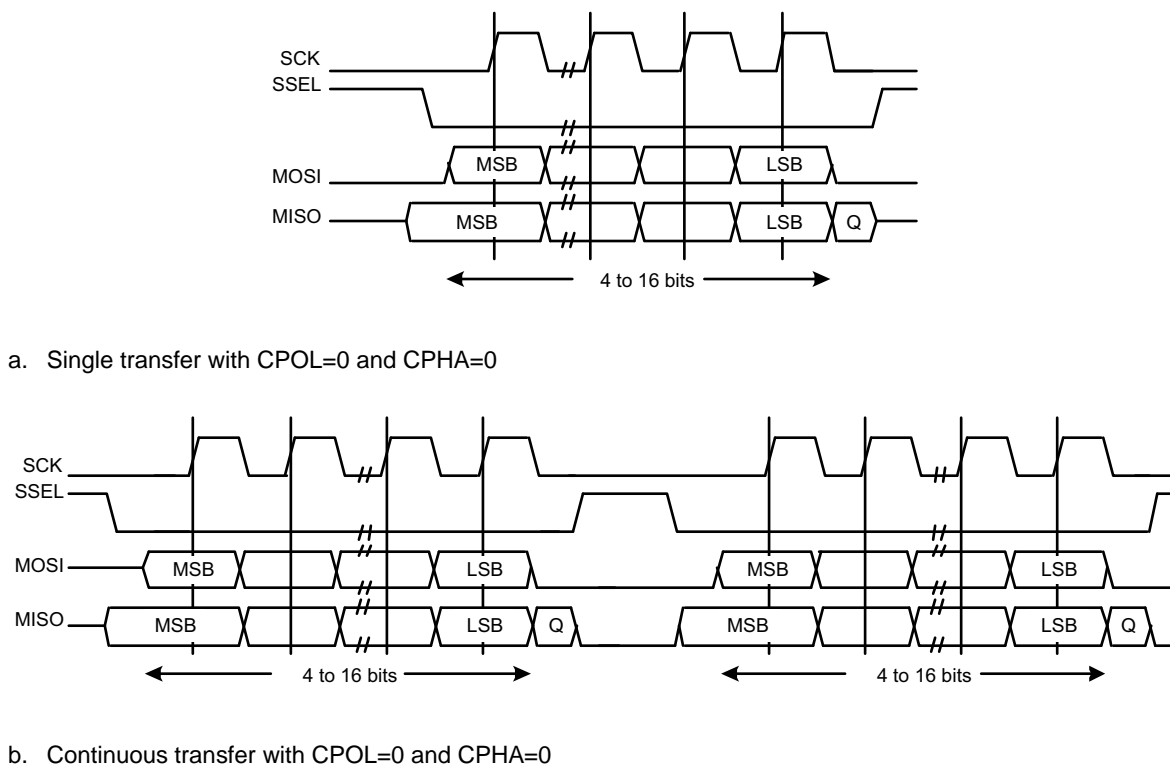 SCK
SSEL
MOSI MSB LSB
MISO MSB LSB Q
4 to 16 bits
a. Single transfer with CPOL=0 and CPHA=0
SCK
SSEL
MOSI MSB LSB MSB LSB
MISO MSB LSB Q MSB LSB Q
4 to 16 bits 4 to 16 bits
b. Continuous transfer with CPOL=0 and CPHA=0